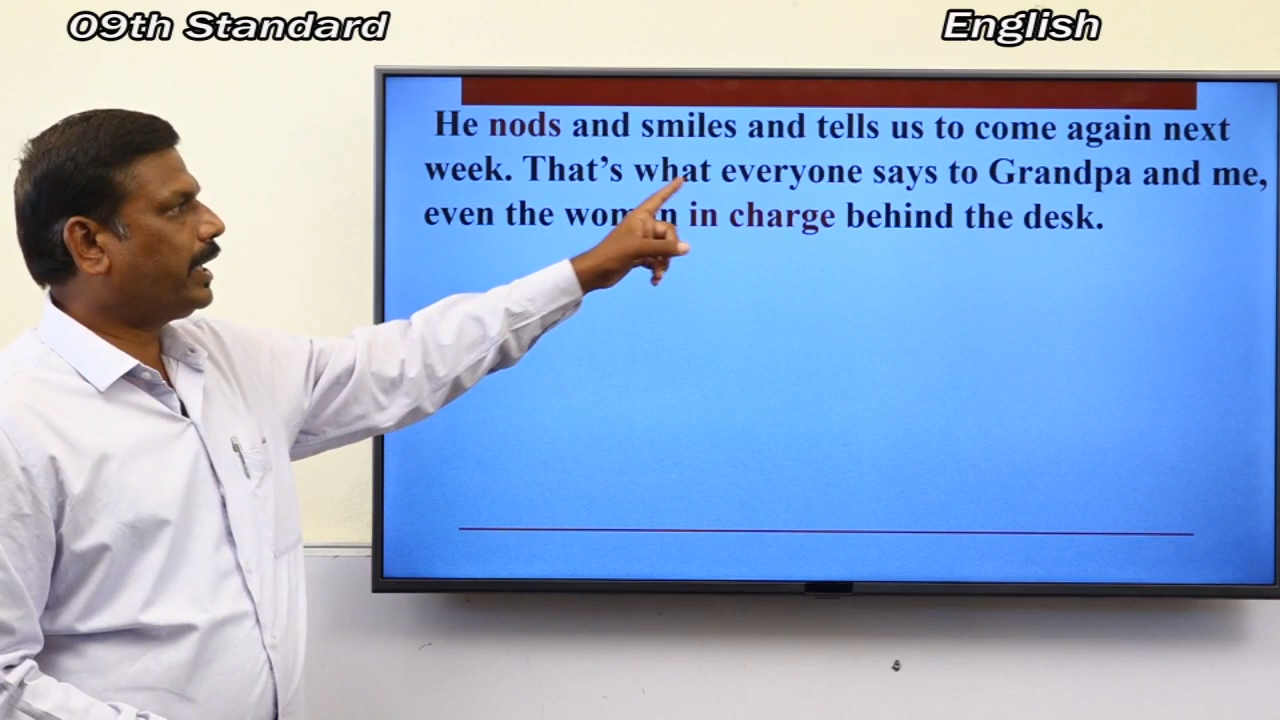 09th Standard
English
He nods and smiles and tells us to come again next
week. That's what everyone says to Grandpa and me,
even the woman in charge behind the desk.